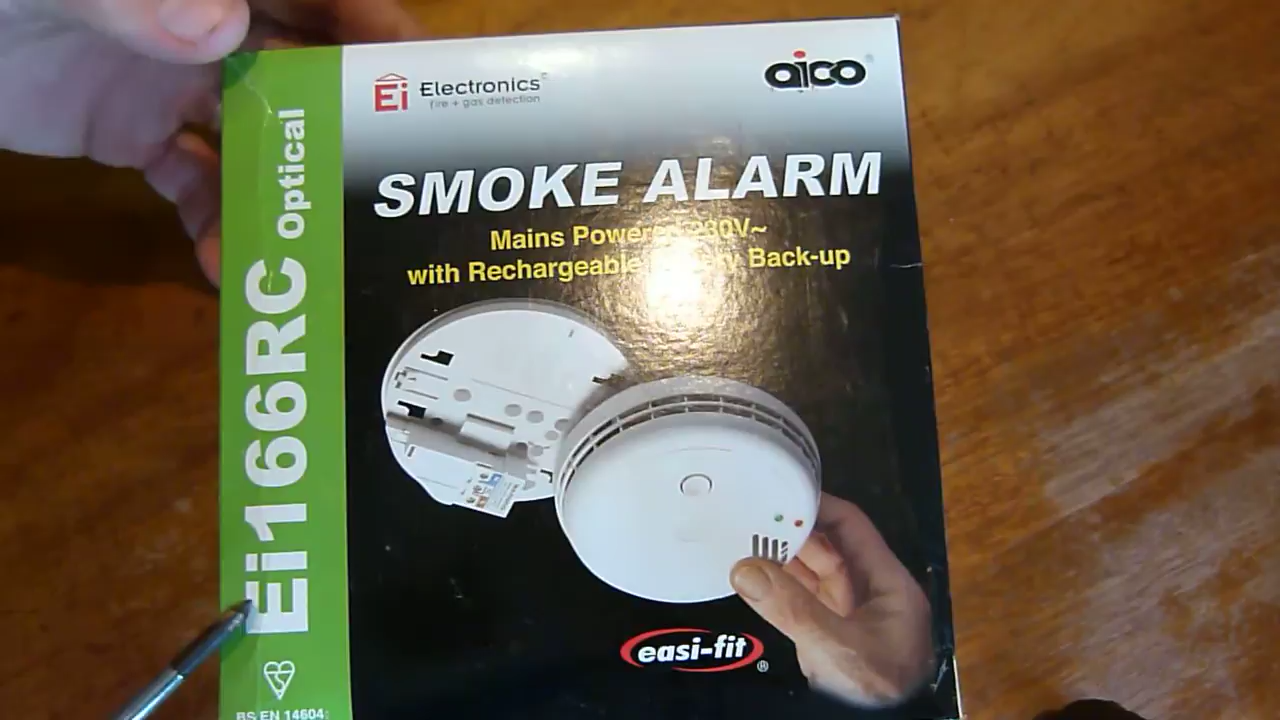 Ei Electronics
fire + gas detection
aico
SMOKE ALARM
Mains Powered 230V~
with Rechargeable Back-up
Ei166RC Optical
easi-fit®
BS EN 14604: